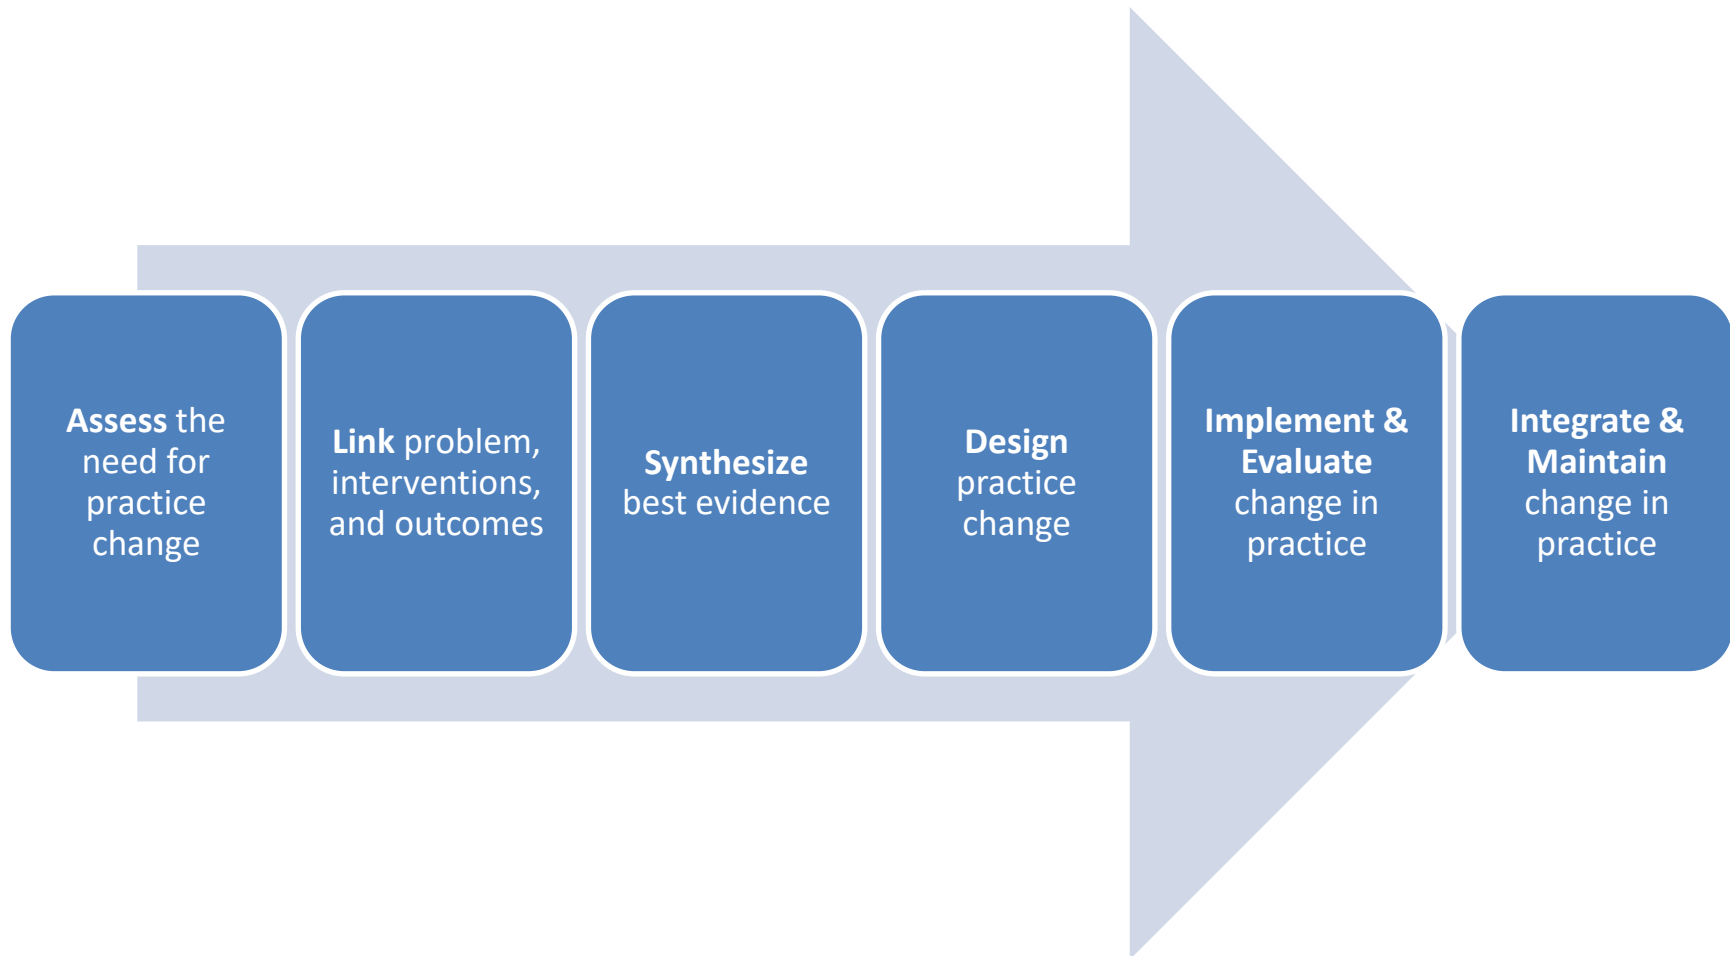 Assess the
need for
practice
change
Link problem,
interventions,
and outcomes
Synthesize
best evidence
Design
practice
change
Implement &
Evaluate
change in
practice
Integrate &
Maintain
change in
practice